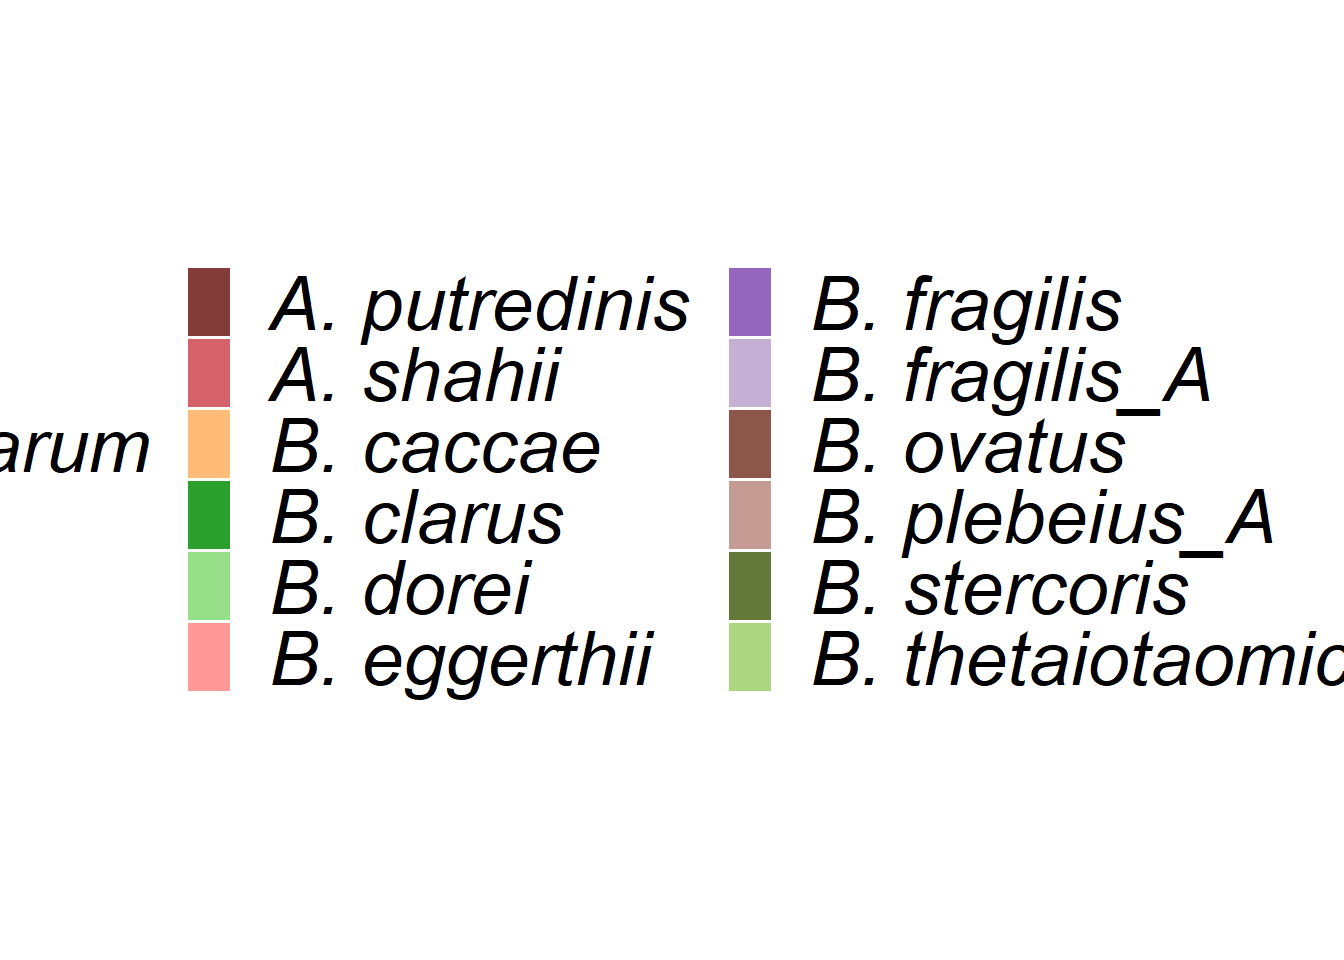 arum
A. putredinis
A. shahii
B. caccae
B. clarus
B. dorei
B. eggerthii
B. fragilis
B. fragilis_A
B. ovatus
B. plebeius_A
B. stercoris
B. thetaiotaomic